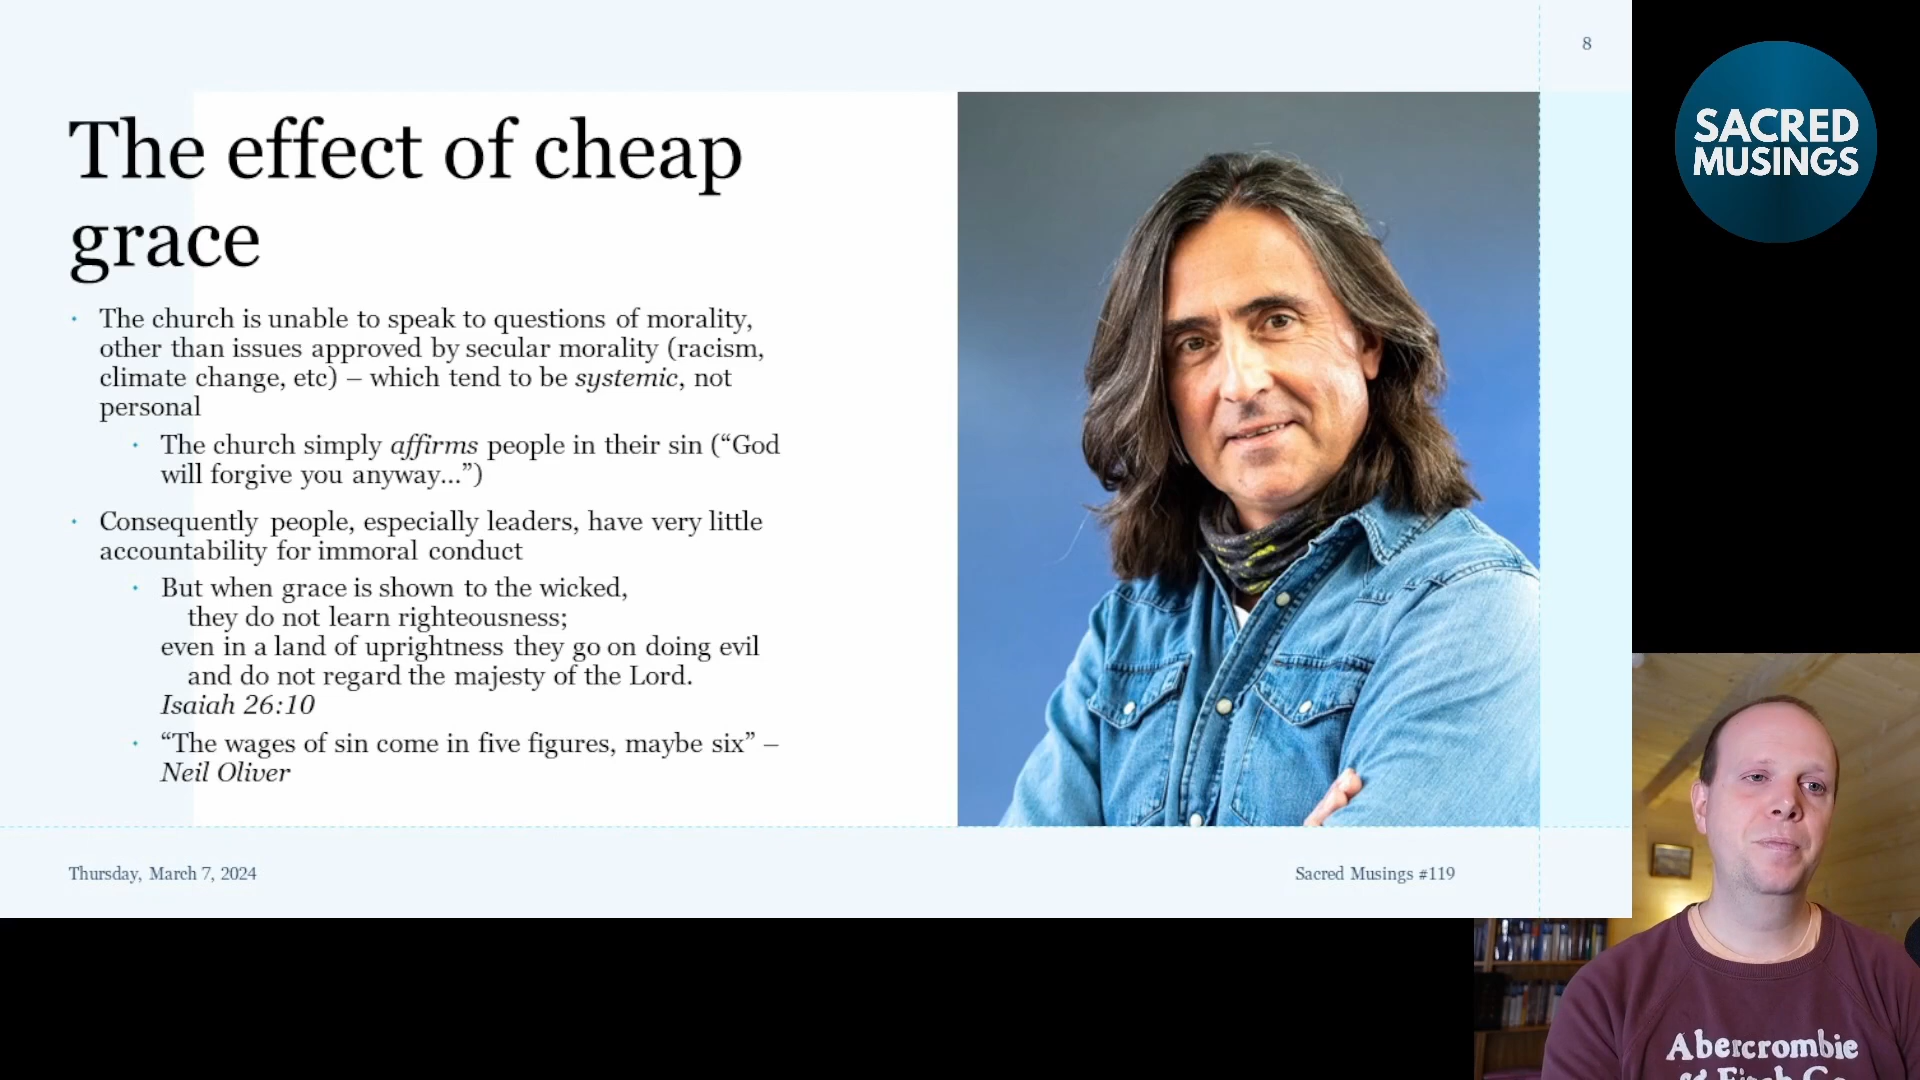 8
SACRED
MUSINGS
The effect of cheap
grace
• The church is unable to speak to questions of morality,
other than issues approved by secular morality (racism,
climate change, etc) – which tend to be systemic, not
personal
• The church simply affirms people in their sin (“God
will forgive you anyway…”)
• Consequently people, especially leaders, have very little
accountability for immoral conduct
• But when grace is shown to the wicked,
they do not learn righteousness;
even in a land of uprightness they go on doing evil
and do not regard the majesty of the Lord.
Isaiah 26:10
• “The wages of sin come in five figures, maybe six” –
Neil Oliver
Thursday, March 7, 2024
Sacred Musings #119
Abercrombie